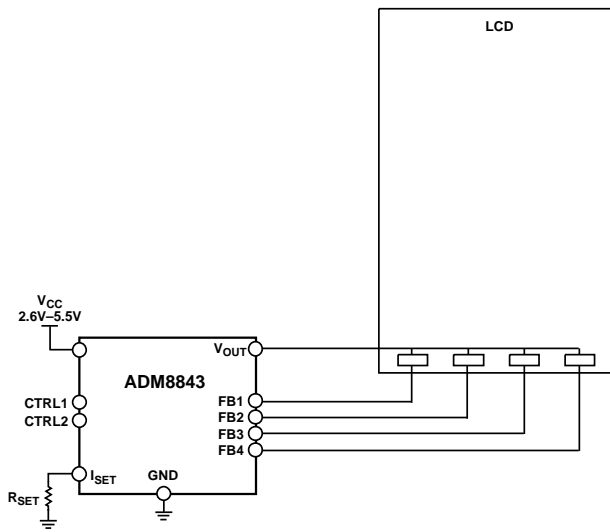 LCD
VCC
2.6V–5.5V
VOUT
ADM8843
CTRL1
CTRL2
FB1
FB2
FB3
FB4
ISET
GND
RSET